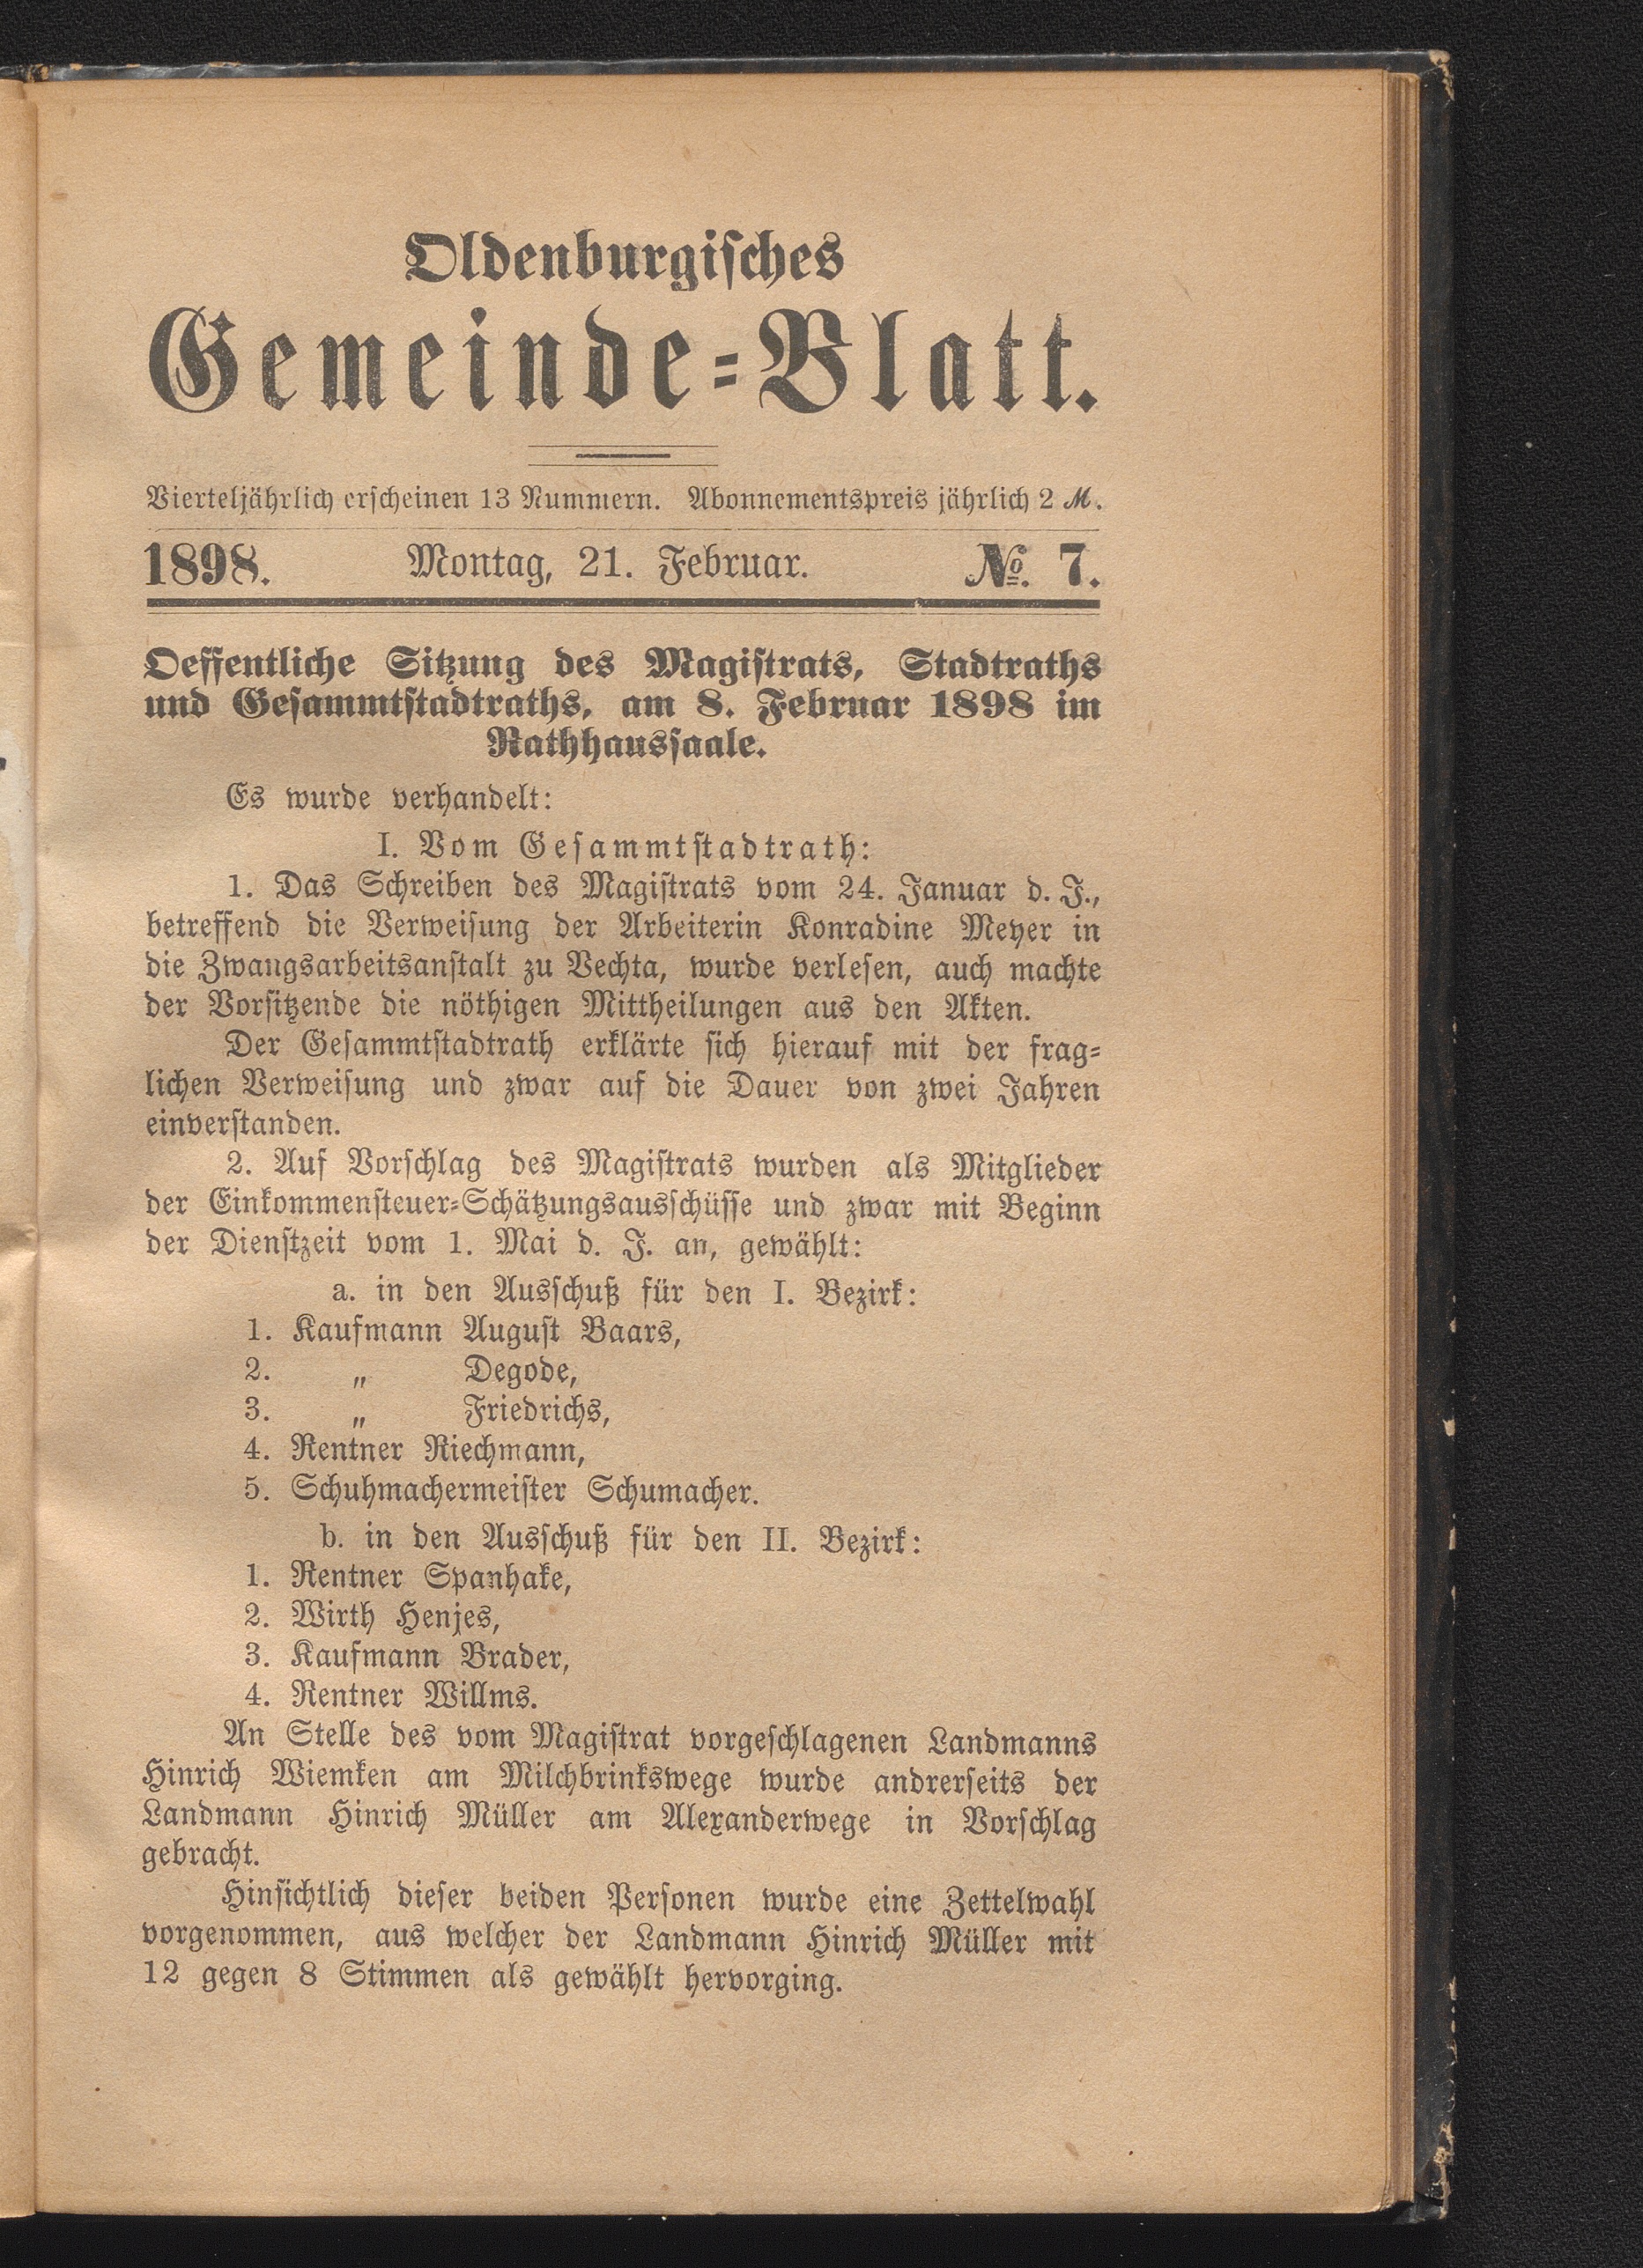 Oldenburgisches
Gemeinde-Blatt.
Vierteljährlich erscheinen 13 Nummern. Abonnementspreis jährlich 2 M.
1898. Montag, 21. Februar. No. 7.
Oeffentliche Sitzung des Magistrats, Stadtraths
und Gesammtstadtraths, am 8. Februar 1898 im
Rathhaussaale.
Es wurde verhandelt:
I. Vom Gesammtstadtrath:
1. Das Schreiben des Magistrats vom 24. Januar d. J.,
betreffend die Verweisung der Arbeiterin Konradine Meyer in
die Zwangsarbeitsanstalt zu Vechta, wurde verlesen, auch machte
der Vorsitzende die nöthigen Mittheilungen aus den Akten.
Der Gesammtstadtrath erklärte sich hierauf mit der frag-
lichen Verweisung und zwar auf die Dauer von zwei Jahren
einverstanden.
2. Auf Vorschlag des Magistrats wurden als Mitglieder
der Einkommensteuer-Schätzungsausschüsse und zwar mit Beginn
der Dienstzeit vom 1. Mai d. J. an, gewählt:
a. in den Ausschuß für den I. Bezirk:
1. Kaufmann August Baars,
2. „ Degode,
3. „ Friedrichs,
4. Rentner Riechmann,
5. Schuhmachermeister Schumacher.
b. in den Ausschuß für den II. Bezirk:
1. Rentner Spanhake,
2. Wirth Henjes,
3. Kaufmann Brader,
4. Rentner Willms.
An Stelle des vom Magistrat vorgeschlagenen Landmanns
Hinrich Wiemken am Milchbrinkswege wurde andrerseits der
Landmann Hinrich Müller am Alexanderwege in Vorschlag
gebracht.
Hinsichtlich dieser beiden Personen wurde eine Zettelwahl
vorgenommen, aus welcher der Landmann Hinrich Müller mit
12 gegen 8 Stimmen als gewählt hervorging.